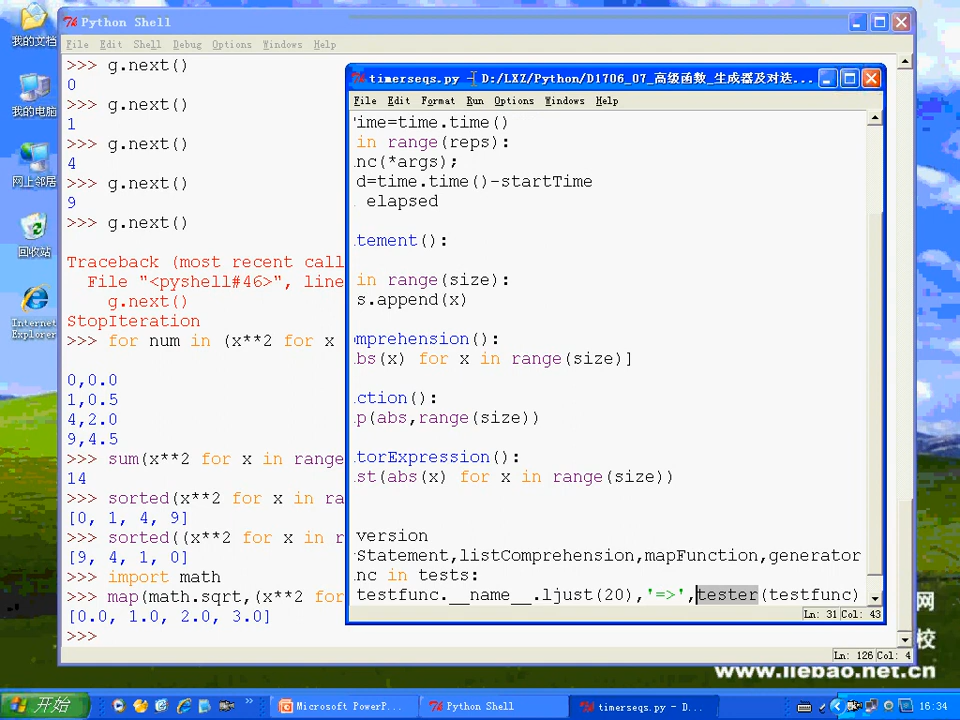 我的文档
我的电脑
网上邻居
回收站
Internet Explorer
Python Shell
File Edit Shell Debug Options Windows Help
>>> g.next()
0
>>> g.next()
1
>>> g.next()
4
>>> g.next()
9
>>> g.next()
Traceback (most recent call
File "<pyshell#46>", line
g.next()
StopIteration
>>> for num in (x**2 for x
0,0.0
1,0.5
4,2.0
9,4.5
>>> sum(x**2 for x in range
14
>>> sorted(x**2 for x in ra
[0, 1, 4, 9]
>>> sorted((x**2 for x in r
[9, 4, 1, 0]
>>> import math
>>> map(math.sqrt,(x**2 for
[0.0, 1.0, 2.0, 3.0]
>>>
Ln: 126 Col: 4
timerseqs.py - D:/LXZ/Python/D1706_07_高级函数_生成器及对迭...
File Edit Format Run Options Windows Help
ime=time.time()
in range(reps):
nc(*args);
d=time.time()-startTime
elapsed
tement():
in range(size):
s.append(x)
mprehension():
bs(x) for x in range(size)]
ction():
p(abs,range(size))
torExpression():
st(abs(x) for x in range(size))
version
Statement,listComprehension,mapFunction,generator
nc in tests:
testfunc.__name__.ljust(20),'=>',tester(testfunc)
Ln: 31 Col: 43
网
校
www.liebao.net.cn
开始
Microsoft PowerP...
Python Shell
timerseqs.py - D...
16:34